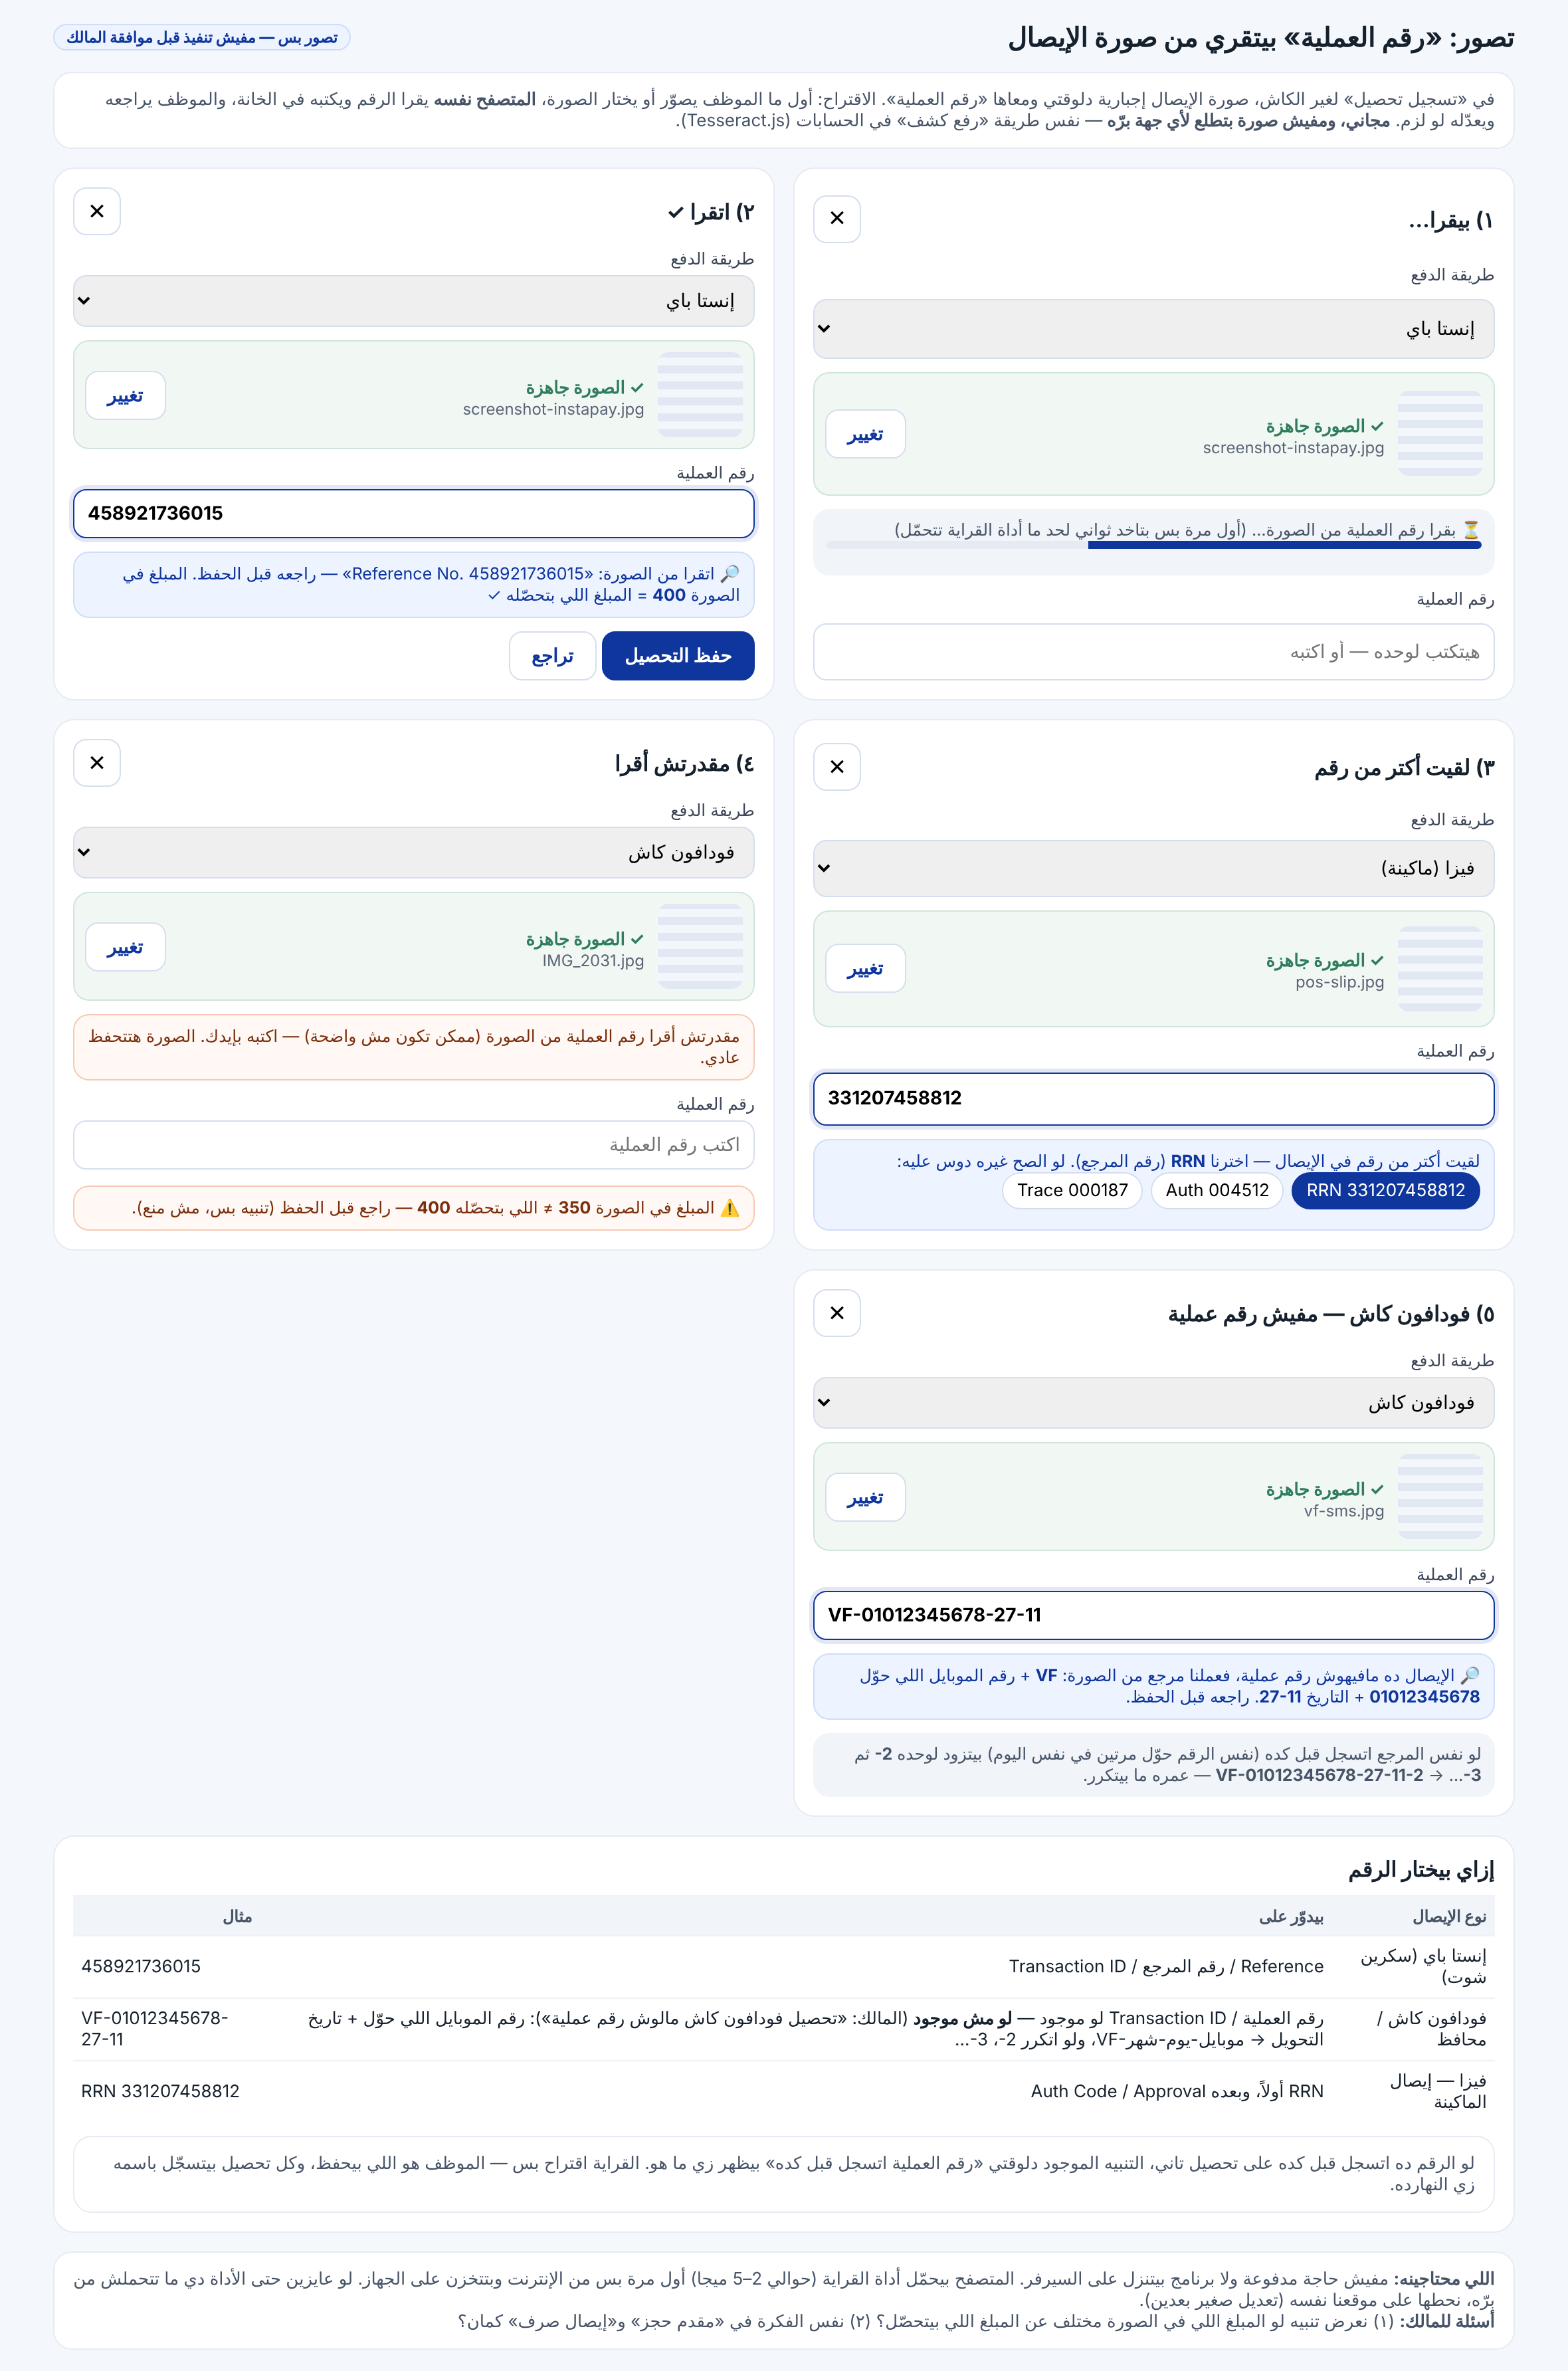 تصور: «رقم العملية» بيتقري من صورة الإيصال
تصور بس — مفيش تنفيذ قبل موافقة المالك
في «تسجيل تحصيل» لغير الكاش، صورة الإيصال إجبارية دلوقتي ومعاها «رقم العملية». الاقتراح: أول ما الموظف يصوّر أو يختار الصورة، المتصفح نفسه يقرا الرقم ويكتبه في الخانة، والموظف يراجعه
ويعدّله لو لزم. مجاني، ومفيش صورة بتطلع لأي جهة برّه — نفس طريقة «رفع كشف» في الحسابات (Tesseract.js).
١) بيقرا...
✕
طريقة الدفع
إنستا باي
✓ الصورة جاهزة
screenshot-instapay.jpg
تغيير
⏳ بقرا رقم العملية من الصورة... (أول مرة بس بتاخد ثواني لحد ما أداة القراية تتحمّل)
رقم العملية
هيتكتب لوحده — أو اكتبه
٢) اتقرا ✓
✕
طريقة الدفع
إنستا باي
✓ الصورة جاهزة
screenshot-instapay.jpg
تغيير
رقم العملية
458921736015
🔎 اتقرا من الصورة: «Reference No. 458921736015» — راجعه قبل الحفظ. المبلغ في
الصورة 400 = المبلغ اللي بتحصّله ✓
حفظ التحصيل
تراجع
٣) لقيت أكتر من رقم
✕
طريقة الدفع
فيزا (ماكينة)
✓ الصورة جاهزة
pos-slip.jpg
تغيير
رقم العملية
331207458812
لقيت أكتر من رقم في الإيصال — اخترنا RRN (رقم المرجع). لو الصح غيره دوس عليه:
RRN 331207458812
Auth 004512
Trace 000187
٤) مقدرتش أقرا
✕
طريقة الدفع
فودافون كاش
✓ الصورة جاهزة
IMG_2031.jpg
تغيير
مقدرتش أقرا رقم العملية من الصورة (ممكن تكون مش واضحة) — اكتبه بإيدك. الصورة هتتحفظ
عادي.
رقم العملية
اكتب رقم العملية
⚠️ المبلغ في الصورة 350 ≠ اللي بتحصّله 400 — راجع قبل الحفظ (تنبيه بس، مش منع).
٥) فودافون كاش — مفيش رقم عملية
✕
طريقة الدفع
فودافون كاش
✓ الصورة جاهزة
vf-sms.jpg
تغيير
رقم العملية
VF-01012345678-27-11
🔎 الإيصال ده مافيهوش رقم عملية، فعملنا مرجع من الصورة: VF + رقم الموبايل اللي حوّل
01012345678 + التاريخ 27-11. راجعه قبل الحفظ.
لو نفس المرجع اتسجل قبل كده (نفس الرقم حوّل مرتين في نفس اليوم) بيتزود لوحده 2- ثم
3-... → VF-01012345678-27-11-2 — عمره ما بيتكرر.
إزاي بيختار الرقم
نوع الإيصال
بيدوّر على
مثال
إنستا باي (سكرين
شوت)
Reference / رقم المرجع / Transaction ID
458921736015
فودافون كاش /
محافظ
رقم العملية / Transaction ID لو موجود — لو مش موجود (المالك: «تحصيل فودافون كاش مالوش رقم عملية»): رقم الموبايل اللي حوّل + تاريخ
التحويل → موبايل-يوم-شهر-VF، ولو اتكرر 2-، 3-...
VF-01012345678-
27-11
فيزا — إيصال
الماكينة
RRN أولاً، وبعده Auth Code / Approval
RRN 331207458812
لو الرقم ده اتسجل قبل كده على تحصيل تاني، التنبيه الموجود دلوقتي «رقم العملية اتسجل قبل كده» بيظهر زي ما هو. القراية اقتراح بس — الموظف هو اللي بيحفظ، وكل تحصيل بيتسجّل باسمه
زي النهارده.
اللي محتاجينه: مفيش حاجة مدفوعة ولا برنامج بيتنزل على السيرفر. المتصفح بيحمّل أداة القراية (حوالي 2–5 ميجا) أول مرة بس من الإنترنت وبتتخزن على الجهاز. لو عايزين حتى الأداة دي ما تتحملش من
برّه، نحطها على موقعنا نفسه (تعديل صغير بعدين).
أسئلة للمالك: (١) نعرض تنبيه لو المبلغ اللي في الصورة مختلف عن المبلغ اللي بيتحصّل؟ (٢) نفس الفكرة في «مقدم حجز» و«إيصال صرف» كمان؟